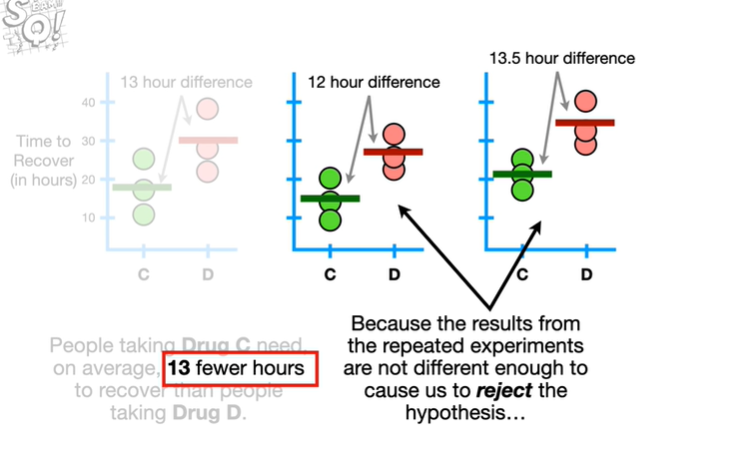 SQ!
13 hour difference
12 hour difference
13.5 hour difference
40
30
20
10
Time to
Recover
(in hours)
C
D
C
D
C
D
People taking Drug C need,
on average, 13 fewer hours
to recover than people
taking Drug D.
Because the results from
the repeated experiments
are not different enough to
cause us to reject the
hypothesis...